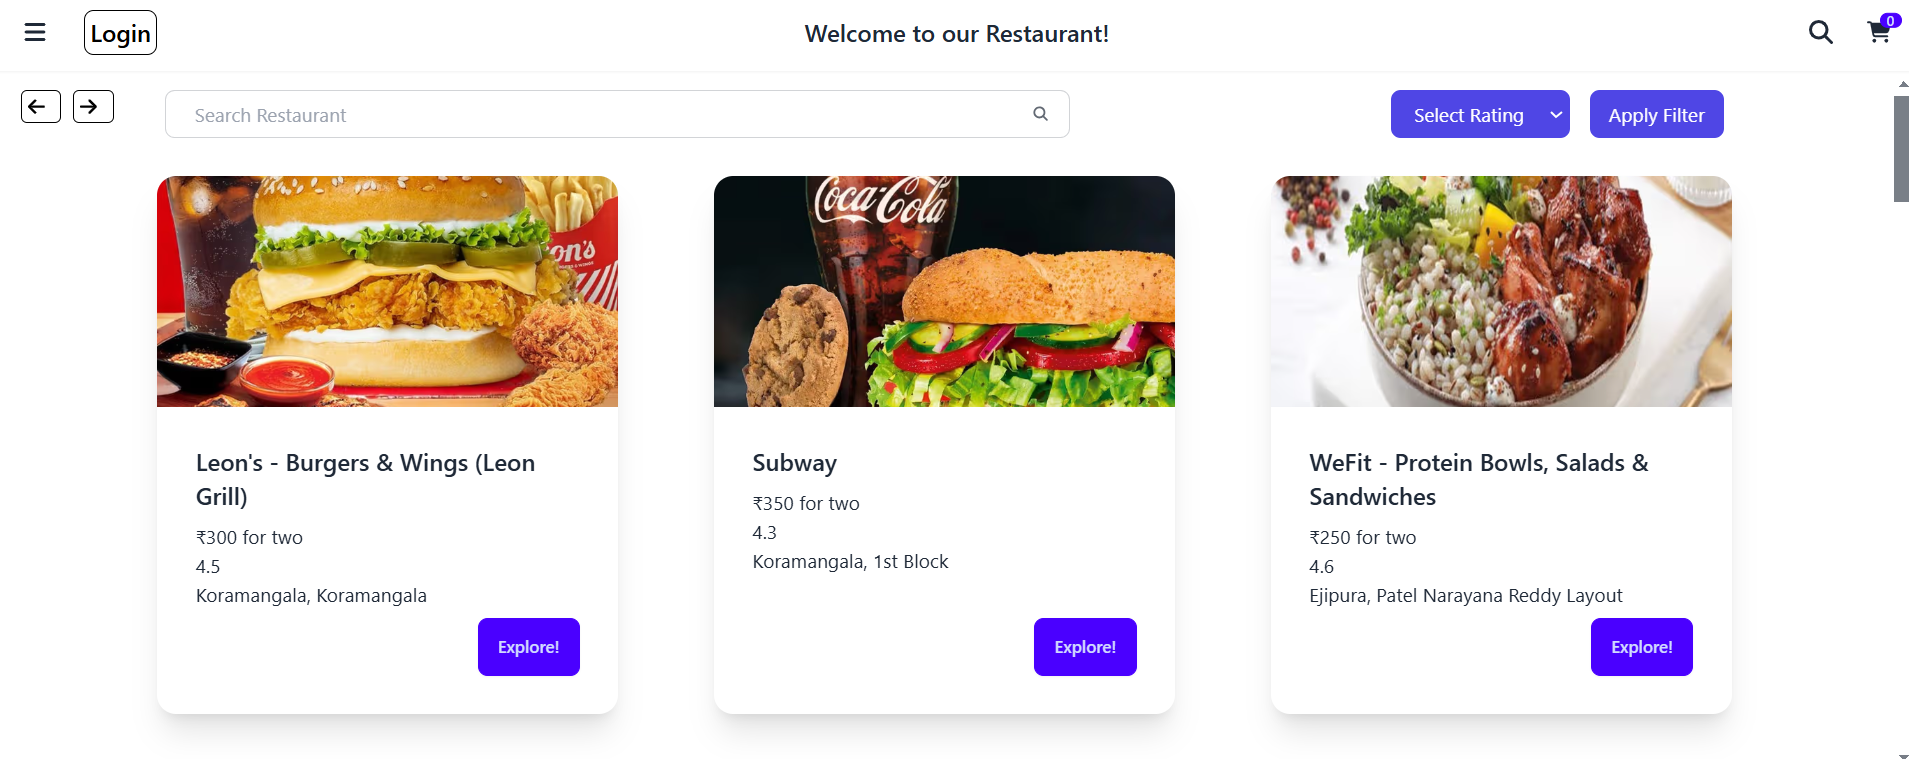 Login
Welcome to our Restaurant!
0
Search Restaurant
Select Rating
Apply Filter
on's
Coca-Cola
Leon's - Burgers & Wings (Leon
Grill)
₹300 for two
4.5
Koramangala, Koramangala
Explore!
Subway
₹350 for two
4.3
Koramangala, 1st Block
Explore!
WeFit - Protein Bowls, Salads &
Sandwiches
₹250 for two
4.6
Ejipura, Patel Narayana Reddy Layout
Explore!